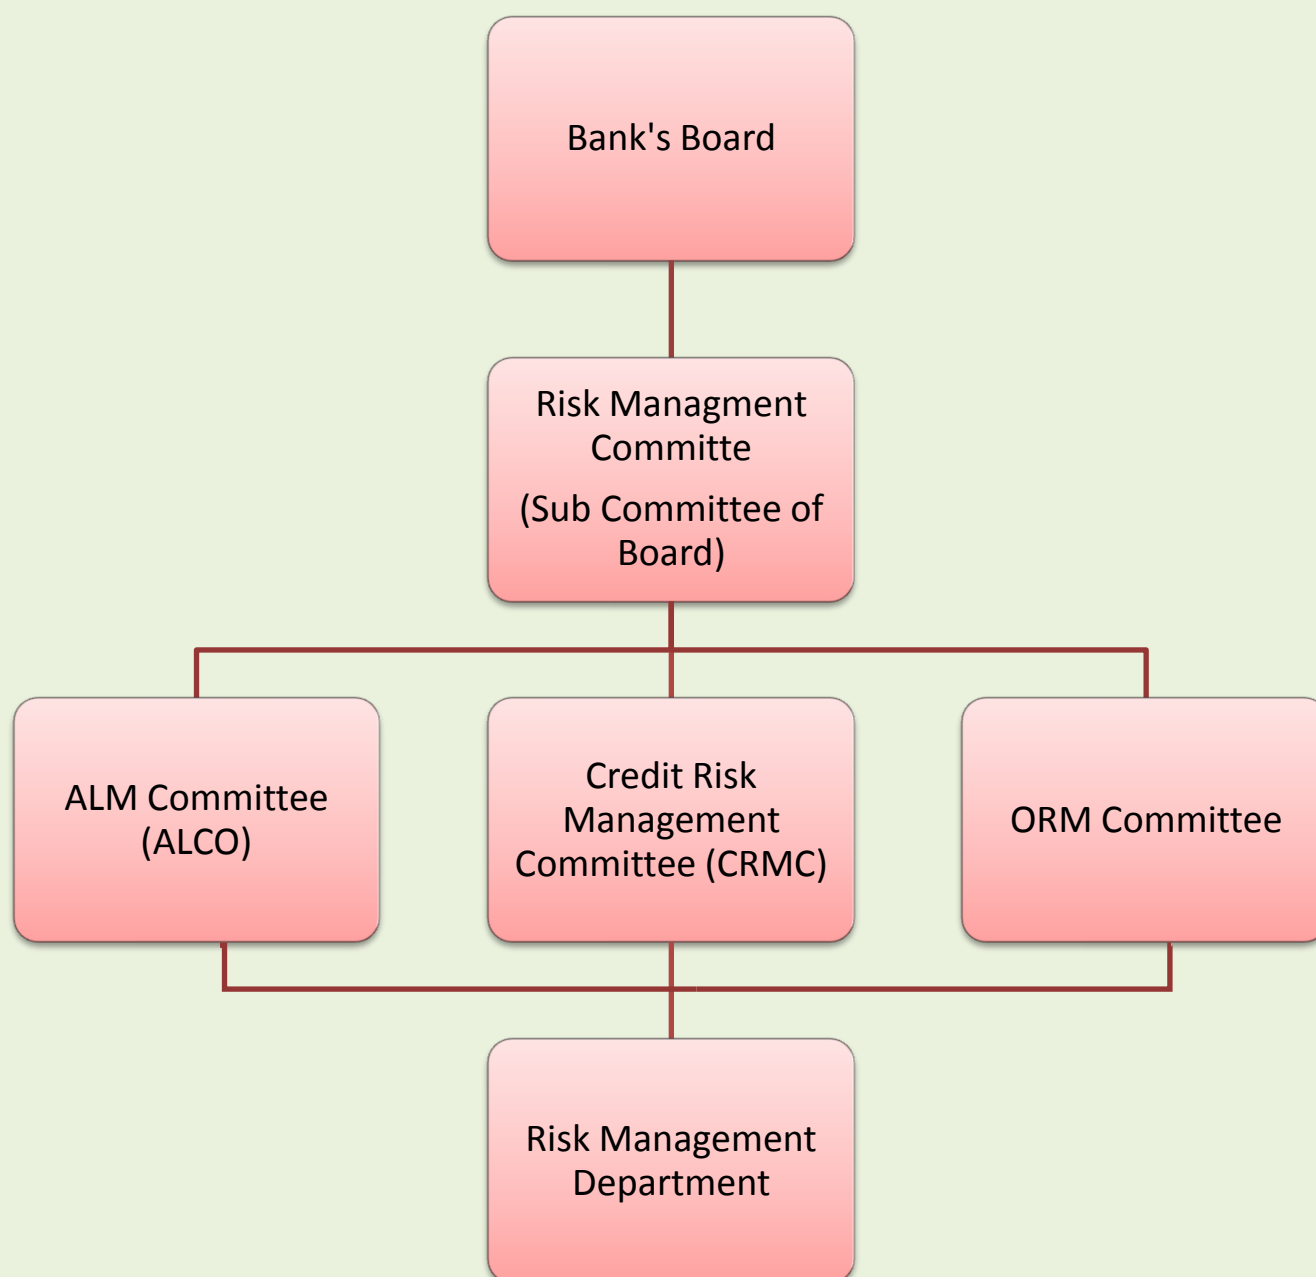 Bank's Board
Risk Managment
Committe
(Sub Committee of
Board)
ALM Committee
(ALCO)
Credit Risk
Management
Committee (CRMC)
ORM Committee
Risk Management
Department